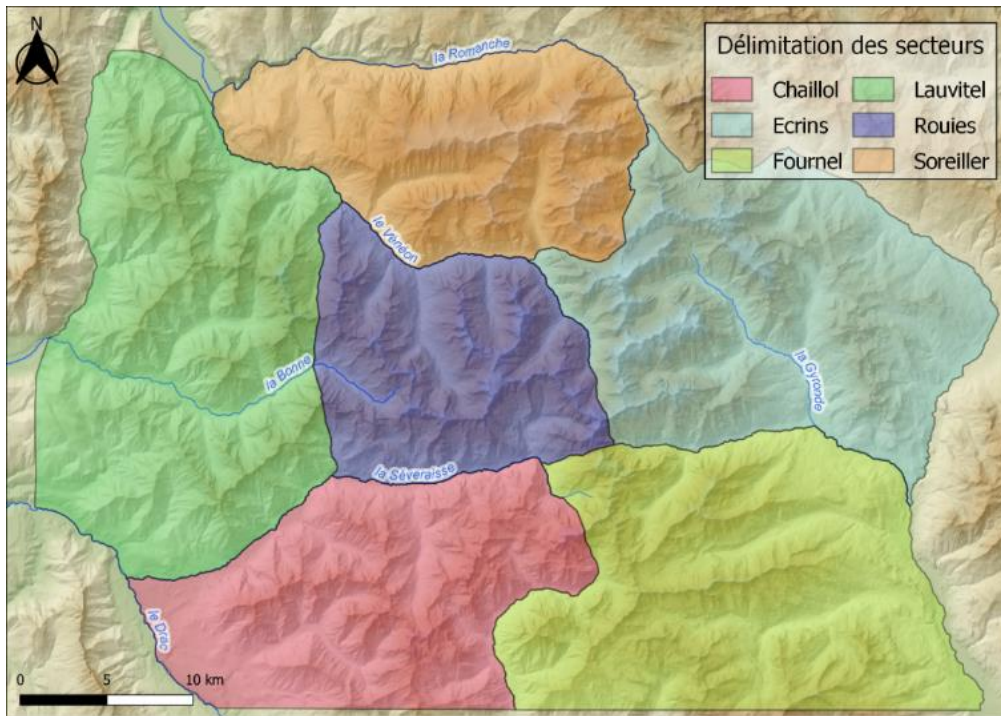 N
la Romanche
Délimitation des secteurs
Chaillol
Lauvitel
Ecrins
Rouies
Fournel
Soreiller
le Vénéon
la Bonne
la Gyronde
la Séveraisse
le Drac
0 5 10 km